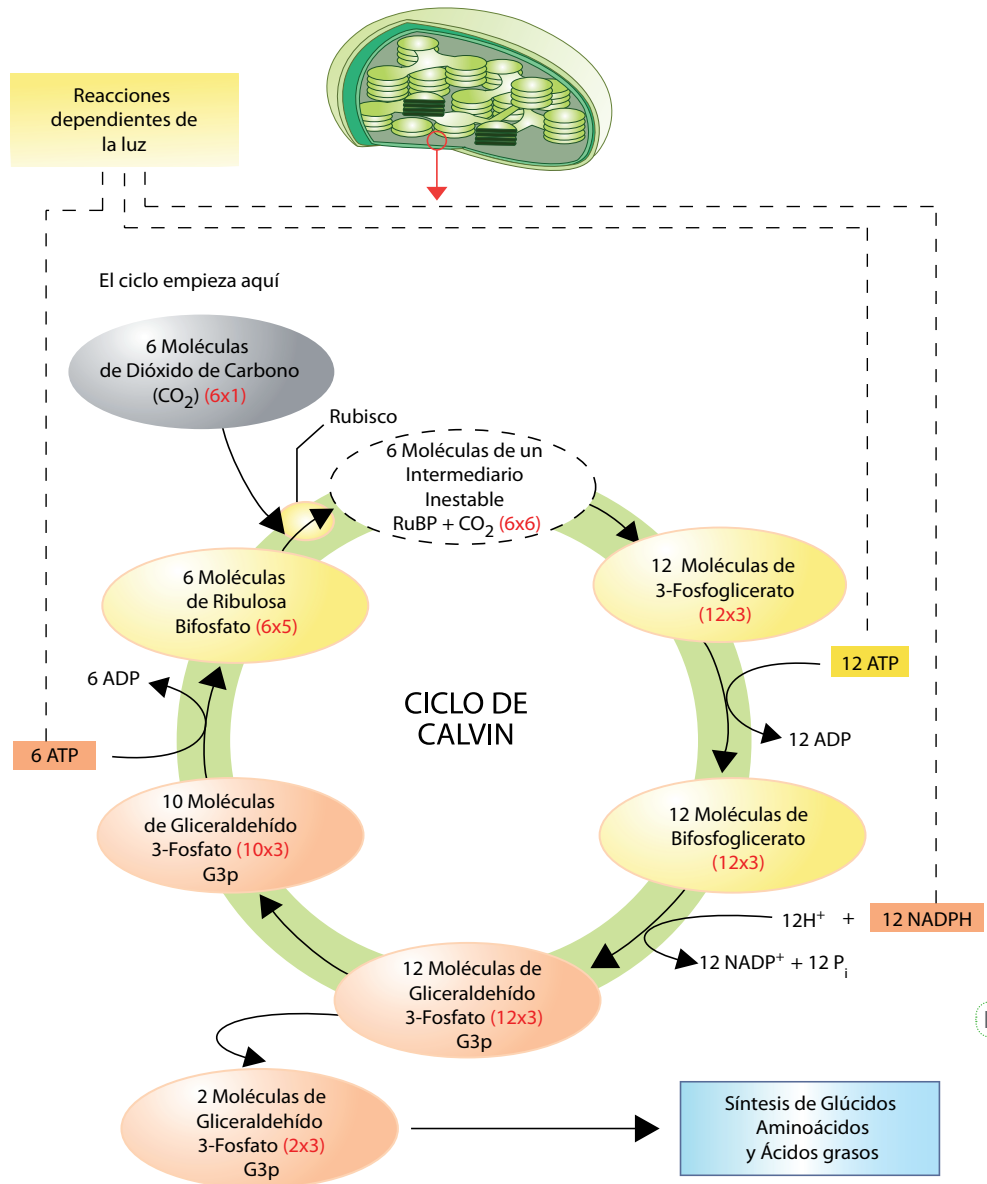 Reacciones
dependientes de
la luz
El ciclo empieza aquí
6 Moléculas
de Dióxido de Carbono
(CO2) (6x1)
Rubisco
6 Moléculas de un
Intermediario
Inestable
RuBP + CO2 (6x6)
12 Moléculas de
3-Fosfoglicerato
(12x3)
6 Moléculas
de Ribulosa
Bifosfato (6x5)
12 ATP
6 ADP
CICLO DE
CALVIN
12 ADP
6 ATP
10 Moléculas
de Gliceraldehído
3-Fosfato (10x3)
G3p
12 Moléculas de
Bifosfoglicerato
(12x3)
12H+ + 12 NADPH
12 NADP+ + 12 Pi
12 Moléculas de
Gliceraldehído
3-Fosfato (12x3)
G3p
2 Moléculas de
Gliceraldehído
3-Fosfato (2x3)
G3p
Síntesis de Glúcidos
Aminoácidos
y Ácidos grasos